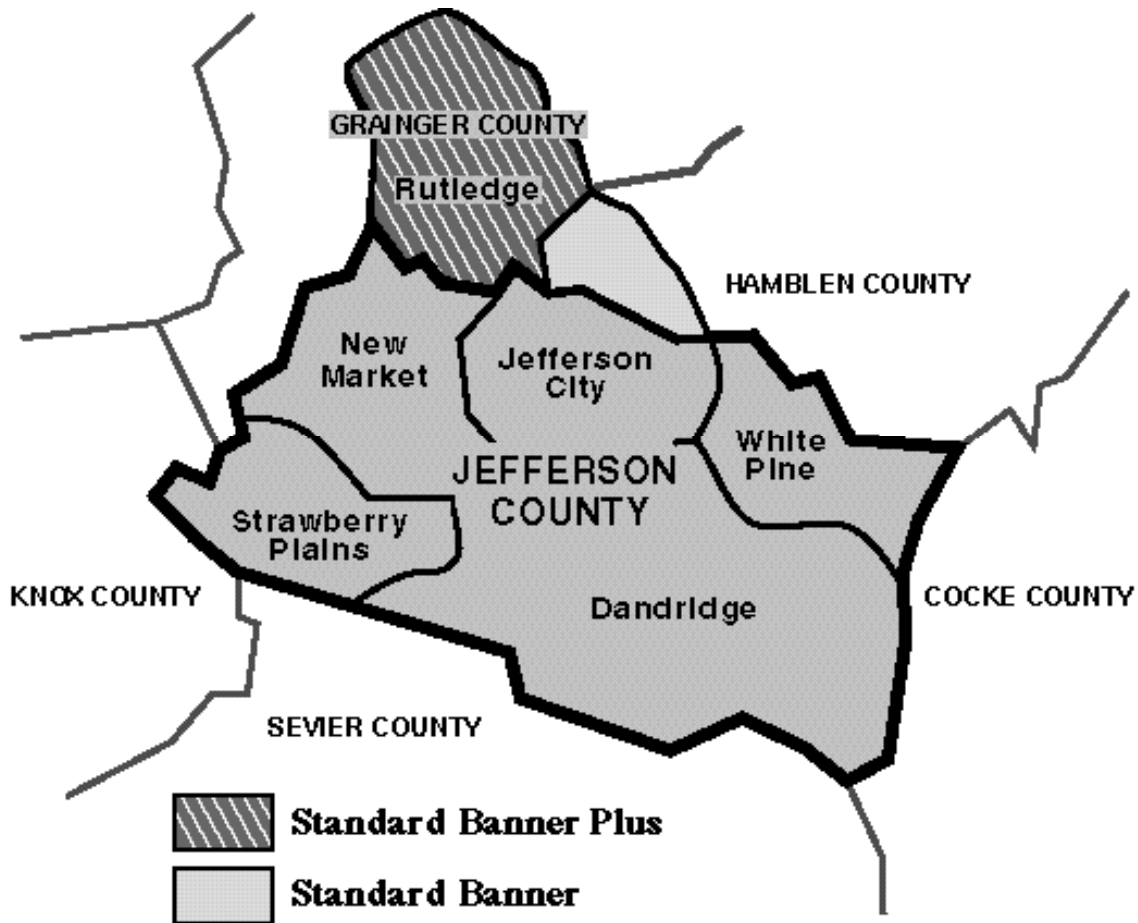 GRAINGER COUNTY
Rutledge
HAMBLEN COUNTY
New
Market
Jefferson
City
White
Pine
JEFFERSON
COUNTY
Strawberry
Plains
KNOX COUNTY
Dandridge
COCKE COUNTY
SEVIER COUNTY
Standard Banner Plus
Standard Banner